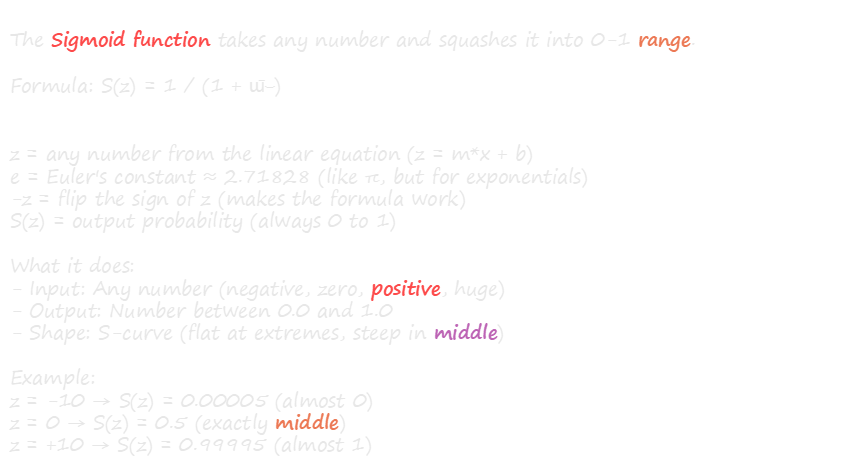 The Sigmoid function takes any number and squashes it into 0-1 range.
Formula: S(z) = 1 / (1 + ɯ̄-)
z = any number from the linear equation (z = m*x + b)
e = Euler's constant ≈ 2.71828 (like π, but for exponentials)
-z = flip the sign of z (makes the formula work)
S(z) = output probability (always 0 to 1)
What it does:
- Input: Any number (negative, zero, positive, huge)
- Output: Number between 0.0 and 1.0
- Shape: S-curve (flat at extremes, steep in middle)
Example:
z = -10 → S(z) = 0.00005 (almost 0)
z = 0 → S(z) = 0.5 (exactly middle)
z = +10 → S(z) = 0.99995 (almost 1)